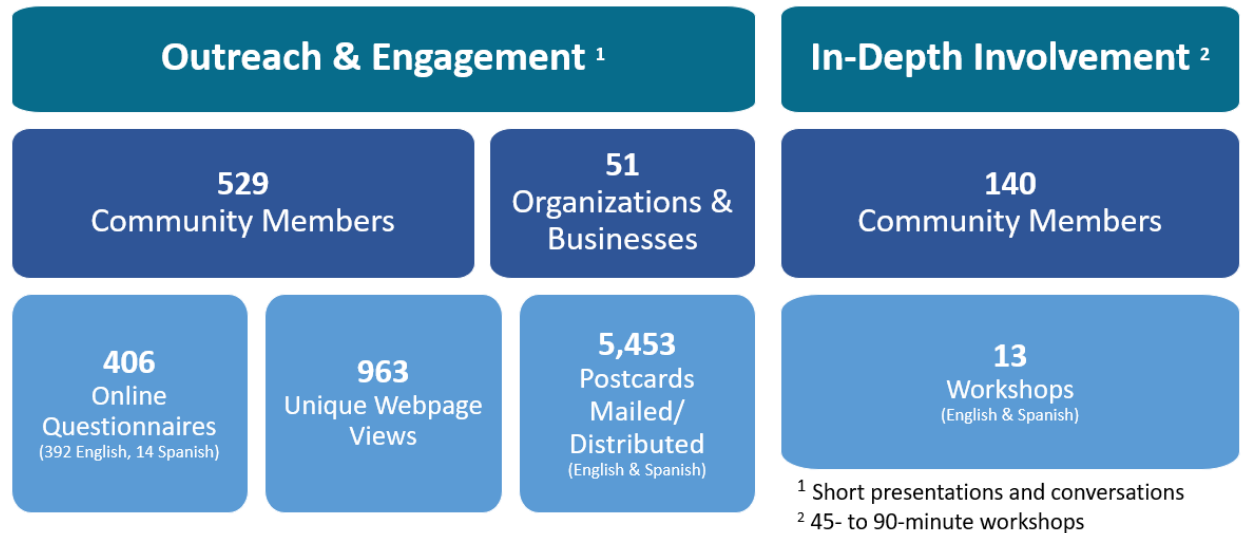 Outreach & Engagement ¹
In-Depth Involvement ²
529
Community Members
51
Organizations &
Businesses
140
Community Members
406
Online
Questionnaires
(392 English, 14 Spanish)
963
Unique Webpage
Views
5,453
Postcards
Mailed/
Distributed
(English & Spanish)
13
Workshops
(English & Spanish)
¹ Short presentations and conversations
² 45- to 90-minute workshops